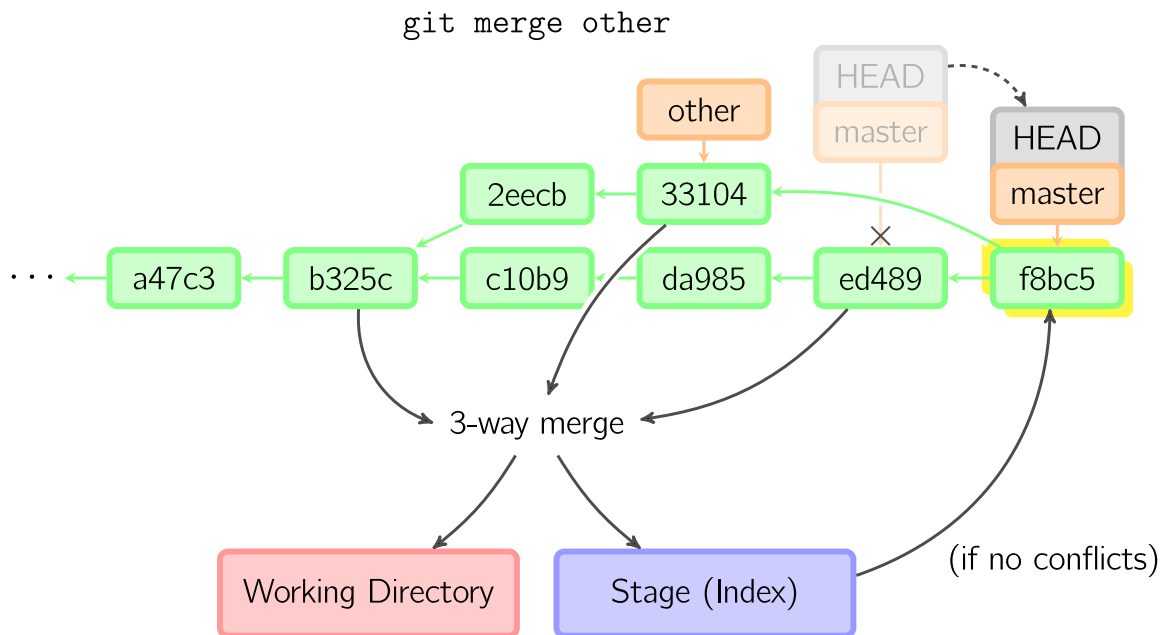 git merge other
HEAD
other
master
HEAD
2eecb
33104
master
... a47c3
b325c
c10b9
da985
ed489
f8bc5
3-way merge
(if no conflicts)
Working Directory
Stage (Index)